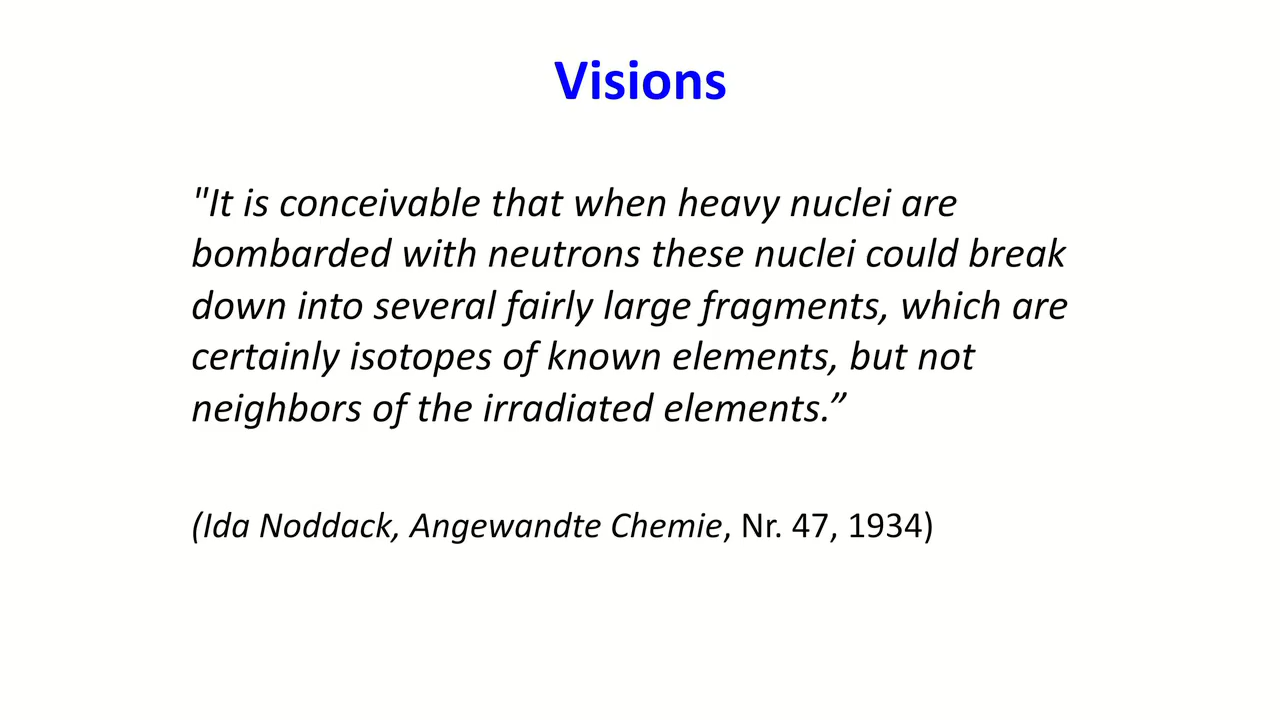 Visions
"It is conceivable that when heavy nuclei are
bombarded with neutrons these nuclei could break
down into several fairly large fragments, which are
certainly isotopes of known elements, but not
neighbors of the irradiated elements.”
(Ida Noddack, Angewandte Chemie, Nr. 47, 1934)